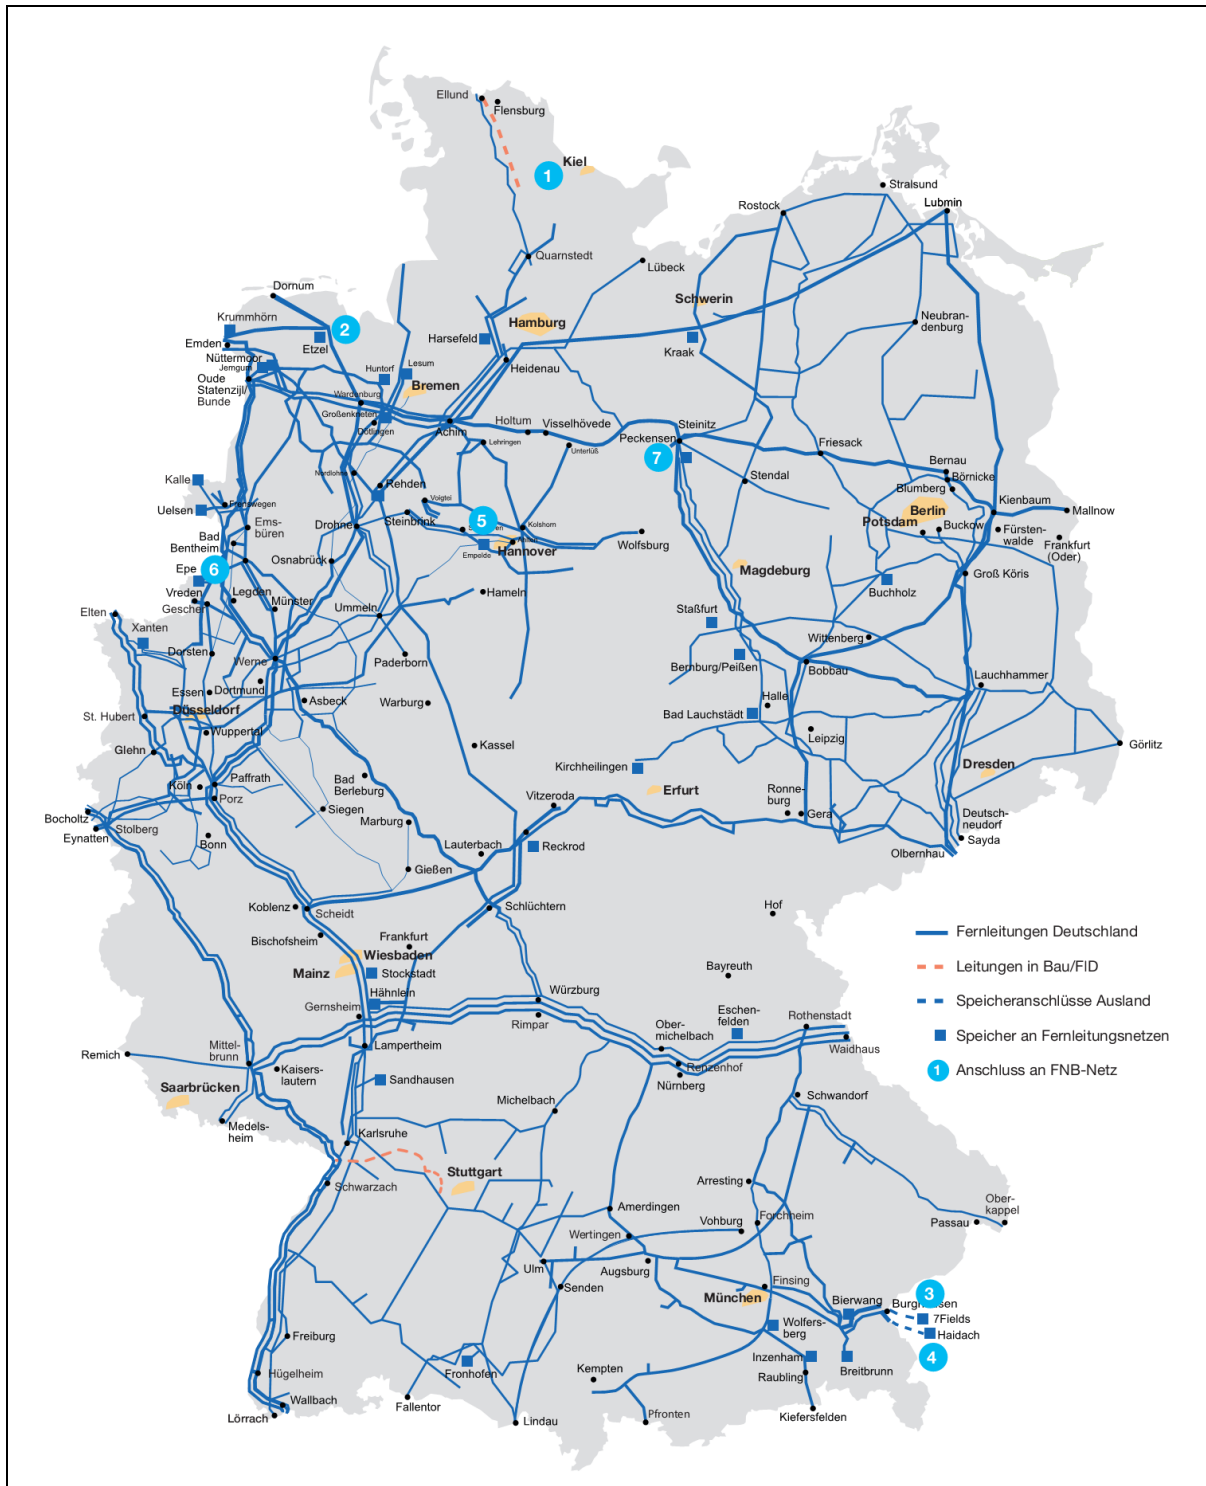 Ellund
Flensburg
Kiel
1
Stralsund
Rostock
Lubmin
Quarnstedt
Lübeck
Dornum
Schwerin
Krummhörn
2
Hamburg
Neubran-
denburg
Emden
Etzel
Harsefeld
Kraak
Nüttermoor
Jemgum
Huntorf
Lesum
Heidenau
Oude
Statenzijl/
Bunde
Bremen
Wardenburg
Großenkneten
Dötlingen
Achim
Holtum
Visselhövede
Steinitz
Peckensen
Lehringen
Unterlüß
7
Friesack
Bernau
Börnicke
Blumberg
Nordlohne
Stendal
Kalle
Rehden
Voigtei
Kienbaum
Uelsen
Frenswegen
Berlin
Mallnow
Steinbrink
5
Kolshorn
Potsdam
Buckow
Fürsten-
walde
Ems-
büren
Drohne
Ahlten
Wolfsburg
Frankfurt
(Oder)
Bad
Bentheim
Empelde
Hannover
Osnabrück
Epe
6
Magdeburg
Groß Köris
Vreden
Legden
Münster
Hameln
Buchholz
Gescher
Ummeln
Staßfurt
Elten
Xanten
Wittenberg
Dorsten
Werne
Paderborn
Bernburg/Peißen
Bobbau
Lauchhammer
Essen
Dortmund
Asbeck
Warburg
Halle
St. Hubert
Düsseldorf
Bad Lauchstädt
Wuppertal
Leipzig
Glehn
Kassel
Görlitz
Kirchheilingen
Dresden
Köln
Paffrath
Bad
Berleburg
Vitzeroda
Erfurt
Ronne-
burg
Porz
Siegen
Gera
Deutsch-
neudorf
Bocholtz
Marburg
Stolberg
Eynatten
Bonn
Lauterbach
Reckrod
Sayda
Olbernhau
Gießen
Koblenz
Scheidt
Schlüchtern
Hof
Bischofsheim
Frankfurt
Fernleitungen Deutschland
Wiesbaden
Mainz
Stockstadt
Bayreuth
Leitungen in Bau/FID
Hähnlein
Würzburg
Speicheranschlüsse Ausland
Gernsheim
Rimpar
Eschen-
felden
Rothenstadt
Speicher an Fernleitungsnetzen
Lampertheim
Ober-
michelbach
Waidhaus
Remich
Mittel-
brunn
Renzenhof
Kaisers-
lautern
1
Anschluss an FNB-Netz
Saarbrücken
Sandhausen
Nürnberg
Michelbach
Schwandorf
Medels-
heim
Karlsruhe
Stuttgart
Schwarzach
Arresting
Ober-
kappel
Amerdingen
Vohburg
Forchheim
Passau
Wertingen
Ulm
Augsburg
Senden
Finsing
3
München
Bierwang
7Fields
Wolfers-
berg
Haidach
Freiburg
4
Inzenham
Hügelheim
Fronhofen
Kempten
Raubling
Breitbrunn
Wallbach
Fallentor
Lörrach
Lindau
Pfronten
Kiefersfelden